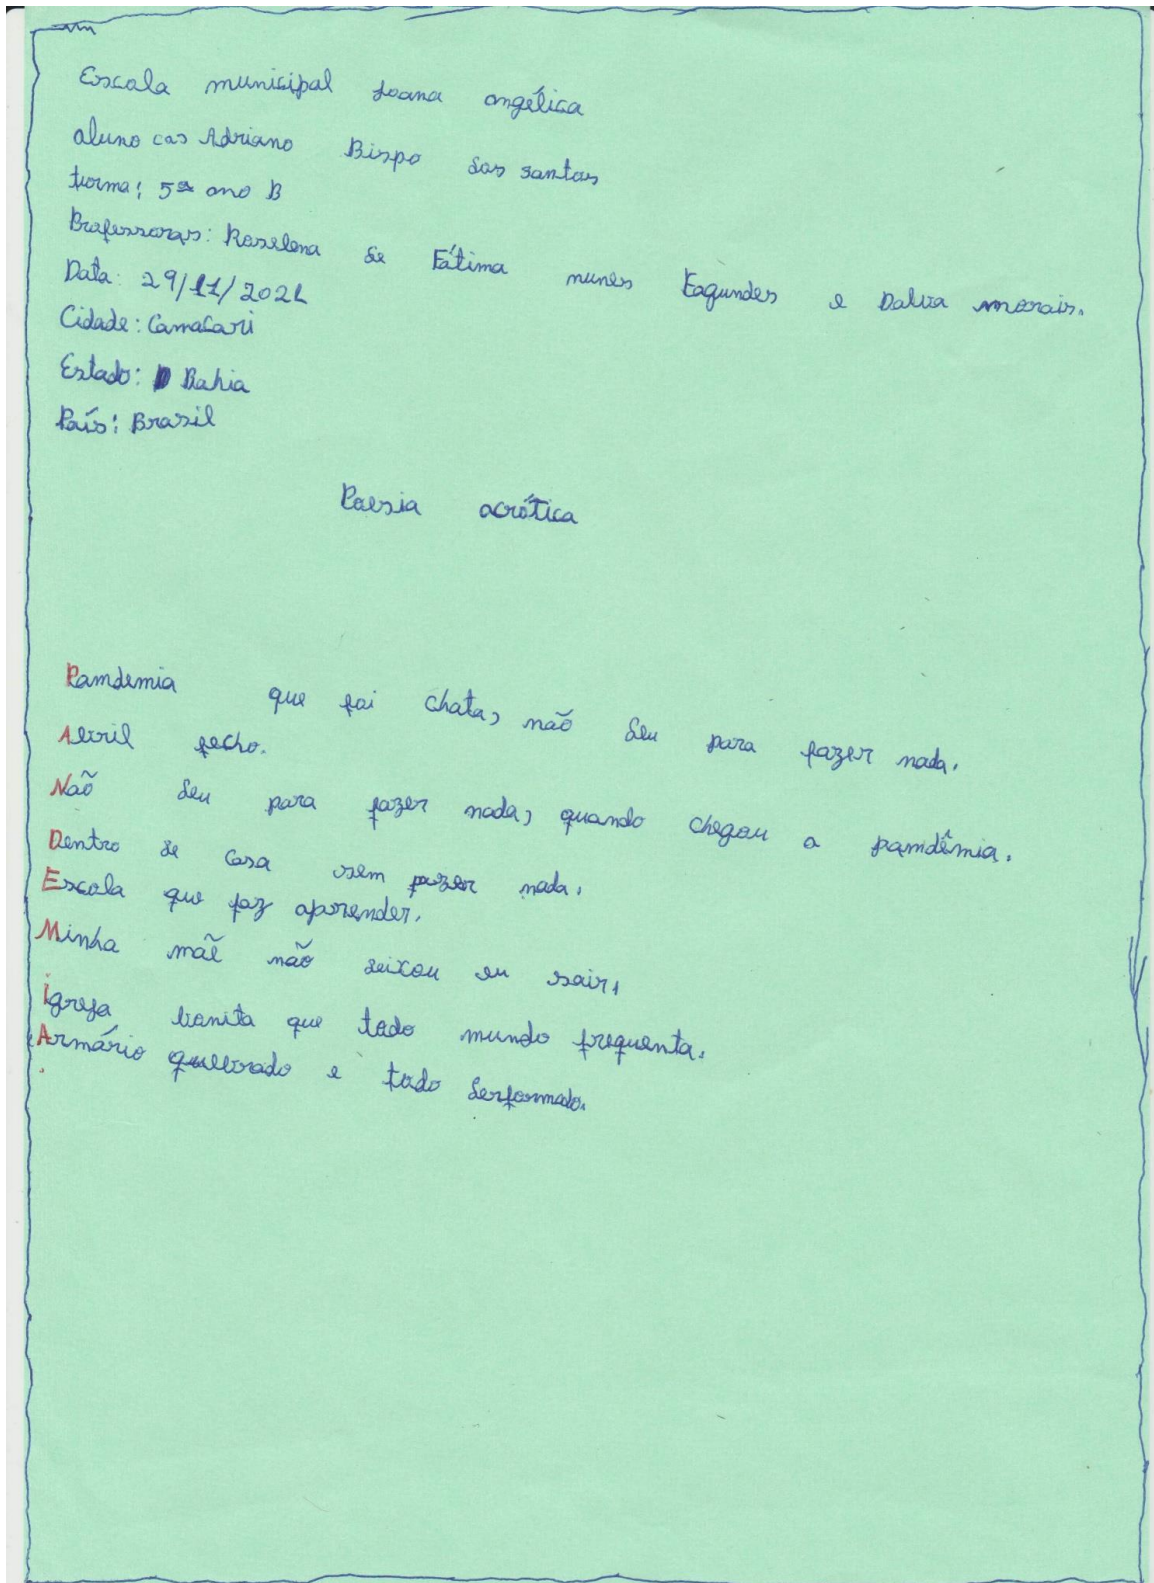 Escola municipal Joana angélica
aluno cas Adriano Bispo dos santos
turma: 5º ano B
Professoras: Roselena de Fátima nunes Fagundes e Dalva morais.
Data: 29/11/2021
Cidade: Camacari
Estado: Bahia
País: Brasil
Poesia acrótica
Pamdemia que foi chata, não deu para fazer nada.
Abril fecho.
Não deu para fazer nada, quando chegou a pamdêmia.
Dentro de casa sem fazer nada.
Escola que faz aprender.
Minha mãe não deixou eu sair.
igreja bonita que todo mundo frequenta.
Armário quebrado e todo desformado.